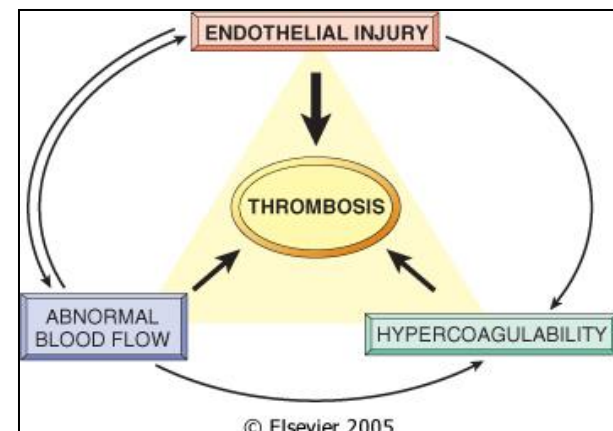 ENDOTHELIAL INJURY
THROMBOSIS
ABNORMAL
BLOOD FLOW
HYPERCOAGULABILITY
© Elsevier 2005